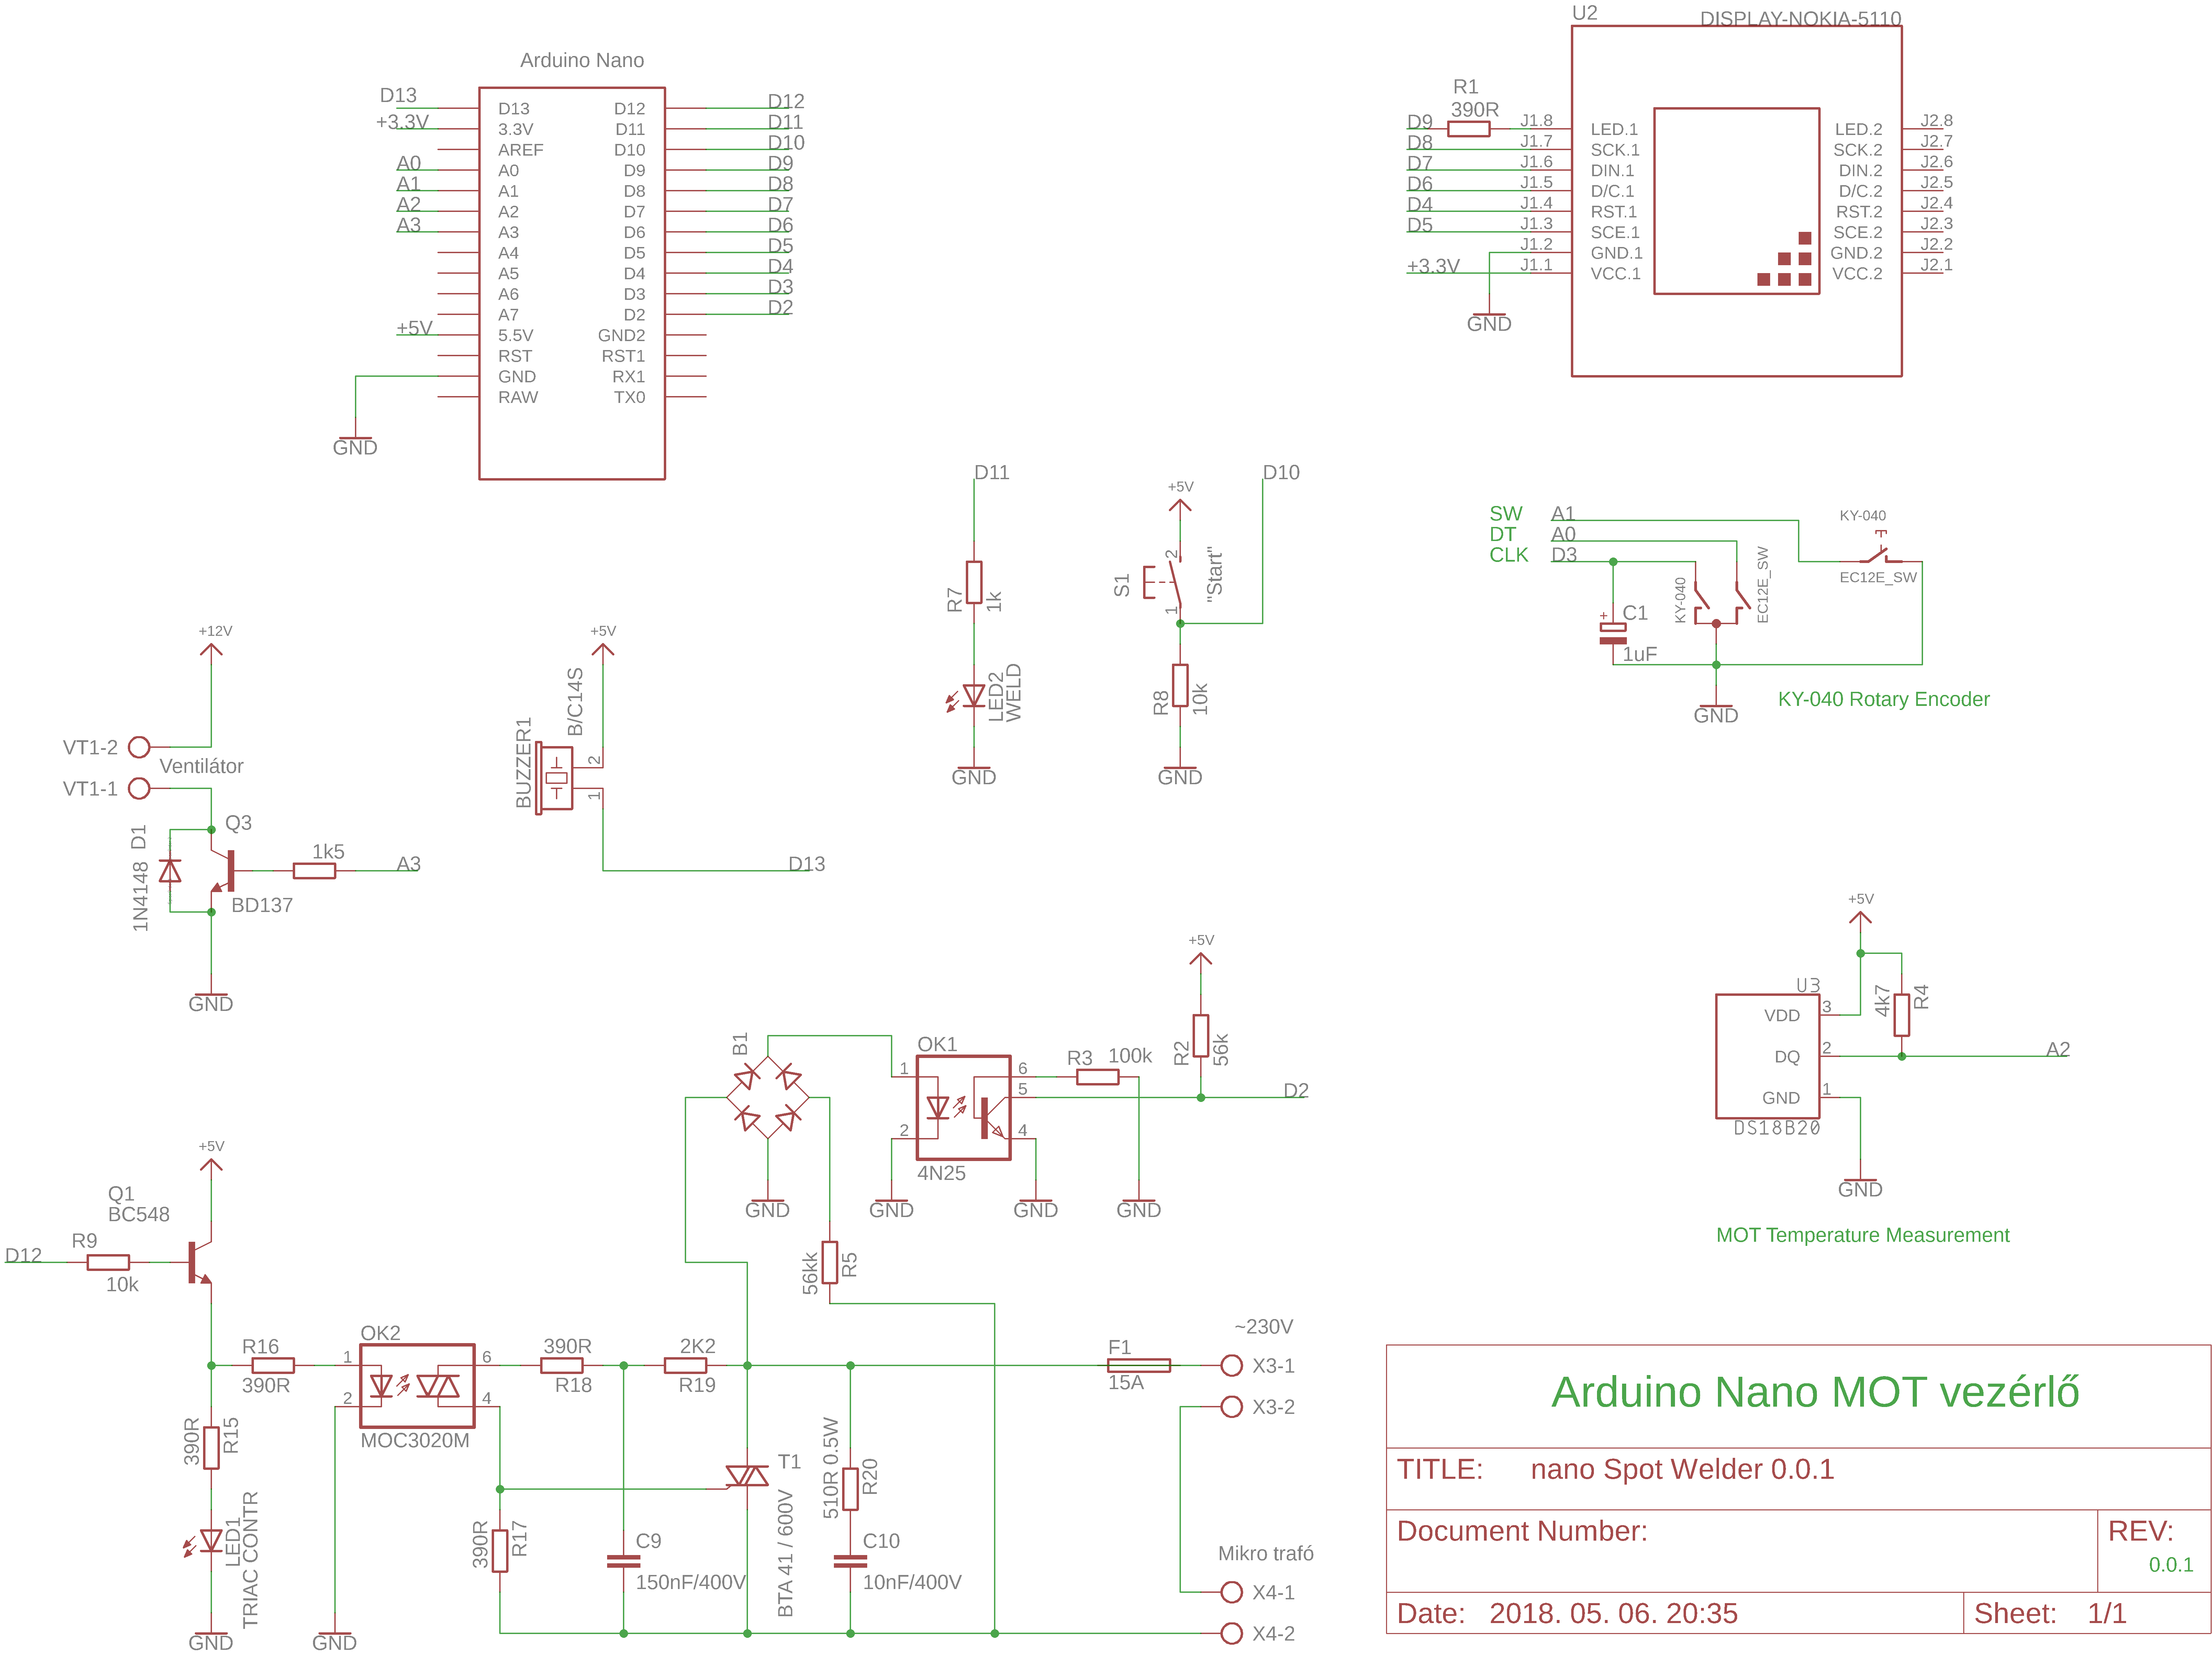 Arduino Nano
D13
+3.3V
A0
A1
A2
A3
+5V
GND
D13
3.3V
AREF
A0
A1
A2
A3
A4
A5
A6
A7
5.5V
RST
GND
RAW
D12
D11
D10
D9
D8
D7
D6
D5
D4
D3
D2
GND2
RST1
RX1
TX0
D12
D11
D10
D9
D8
D7
D6
D5
D4
D3
D2
U2
DISPLAY-NOKIA-5110
R1
390R
D9
D8
D7
D6
D4
D5
+3.3V
GND
J1.8
J1.7
J1.6
J1.5
J1.4
J1.3
J1.2
J1.1
LED.1
SCK.1
DIN.1
D/C.1
RST.1
SCE.1
GND.1
VCC.1
LED.2
SCK.2
DIN.2
D/C.2
RST.2
SCE.2
GND.2
VCC.2
J2.8
J2.7
J2.6
J2.5
J2.4
J2.3
J2.2
J2.1
D11
R7
1k
LED2
WELD
GND
+5V
D10
S1
2
1
"Start"
R8
10k
GND
SW A1
DT A0
CLK D3
+
C1
1uF
KY-040
EC12E_SW
KY-040
EC12E_SW
GND
KY-040 Rotary Encoder
+12V
VT1-2
Ventilátor
VT1-1
D1
1N4148
Q3
BD137
1k5
A3
GND
+5V
BUZZER1
B/C14S
2
1
D13
+5V
U3
VDD
DQ
GND
3
2
1
4k7
R4
A2
DS18B20
GND
MOT Temperature Measurement
B1
GND
OK1
1
2
6
5
4
4N25
GND
GND
R3
100k
GND
+5V
R2
56k
D2
56kk
R5
+5V
Q1
BC548
D12
R9
10k
R16
390R
390R
R15
LED1
TRIAC CONTR
GND
OK2
1
2
6
4
MOC3020M
GND
390R
R18
2K2
R19
390R
R17
C9
150nF/400V
T1
BTA 41 / 600V
510R 0.5W
R20
C10
10nF/400V
F1
15A
~230V
X3-1
X3-2
Mikro trafó
X4-1
X4-2
Arduino Nano MOT vezérlő
TITLE: nano Spot Welder 0.0.1
Document Number:
REV:
0.0.1
Date: 2018. 05. 06. 20:35
Sheet: 1/1